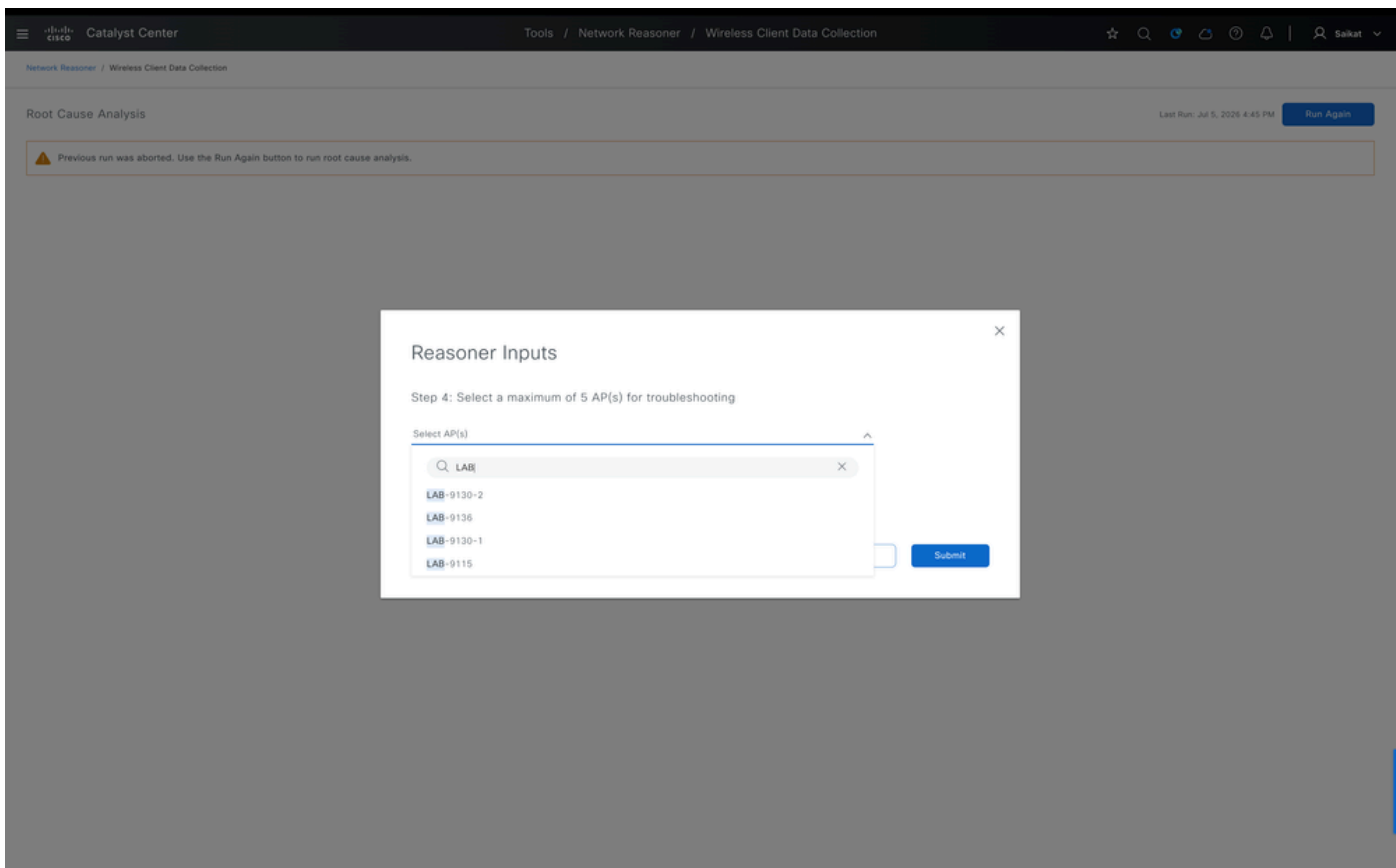 CISCO Catalyst Center
Tools / Network Reasoner / Wireless Client Data Collection
Saikat
Network Reasoner / Wireless Client Data Collection
Root Cause Analysis
Last Run: Jul 5, 2026 4:45 PM
Run Again
Previous run was aborted. Use the Run Again button to run root cause analysis.
Reasoner Inputs
Step 4: Select a maximum of 5 AP(s) for troubleshooting
Select AP(s)
LAB
LAB-9130-2
LAB-9136
LAB-9130-1
LAB-9115
Submit